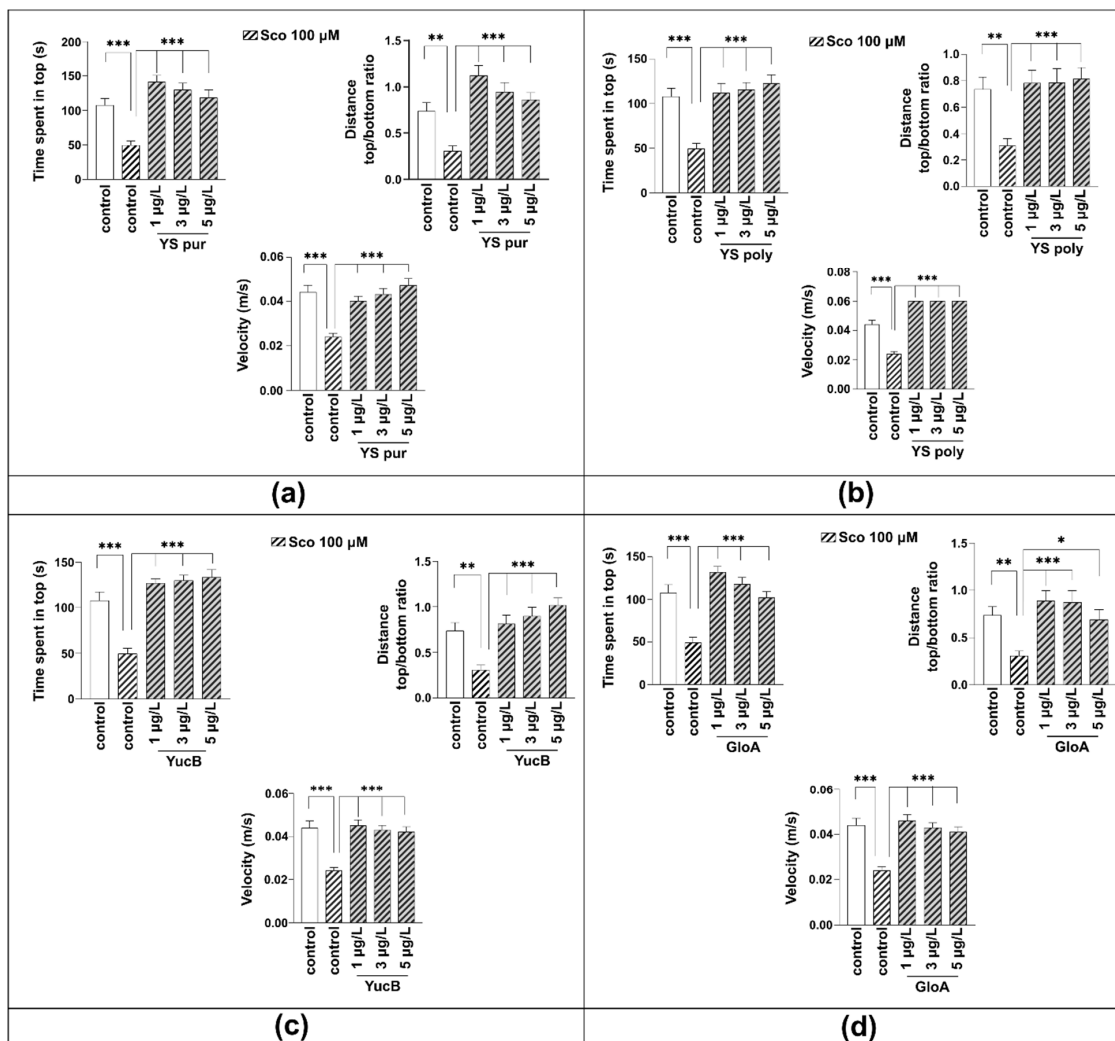 Sco 100 μM
Time spent in top (s)
200
150
100
50
0
***
***
control
control
1 μg/L
3 μg/L
5 μg/L
YS pur
Distance
top/bottom ratio
1.5
1.0
0.5
0.0
**
***
control
control
1 μg/L
3 μg/L
5 μg/L
YS pur
Velocity (m/s)
0.06
0.04
0.02
0.00
***
***
control
control
1 μg/L
3 μg/L
5 μg/L
YS pur
(a)
Sco 100 μM
Time spent in top (s)
150
100
50
0
***
***
control
control
1 μg/L
3 μg/L
5 μg/L
YS poly
Distance
top/bottom ratio
1.0
0.8
0.6
0.4
0.2
0.0
**
***
control
control
1 μg/L
3 μg/L
5 μg/L
YS poly
Velocity (m/s)
0.08
0.06
0.04
0.02
0.00
***
***
control
control
1 μg/L
3 μg/L
5 μg/L
YS poly
(b)
Sco 100 μM
Time spent in top (s)
150
100
50
0
***
***
control
control
1 μg/L
3 μg/L
5 μg/L
YucB
Distance
top/bottom ratio
1.5
1.0
0.5
0.0
**
***
control
control
1 μg/L
3 μg/L
5 μg/L
YucB
Velocity (m/s)
0.06
0.04
0.02
0.00
***
***
control
control
1 μg/L
3 μg/L
5 μg/L
YucB
(c)
Sco 100 μM
Time spent in top (s)
150
100
50
0
***
***
control
control
1 μg/L
3 μg/L
5 μg/L
GloA
Distance
top/bottom ratio
1.5
1.0
0.5
0.0
*
**
***
control
control
1 μg/L
3 μg/L
5 μg/L
GloA
Velocity (m/s)
0.06
0.04
0.02
0.00
***
***
control
control
1 μg/L
3 μg/L
5 μg/L
GloA
(d)